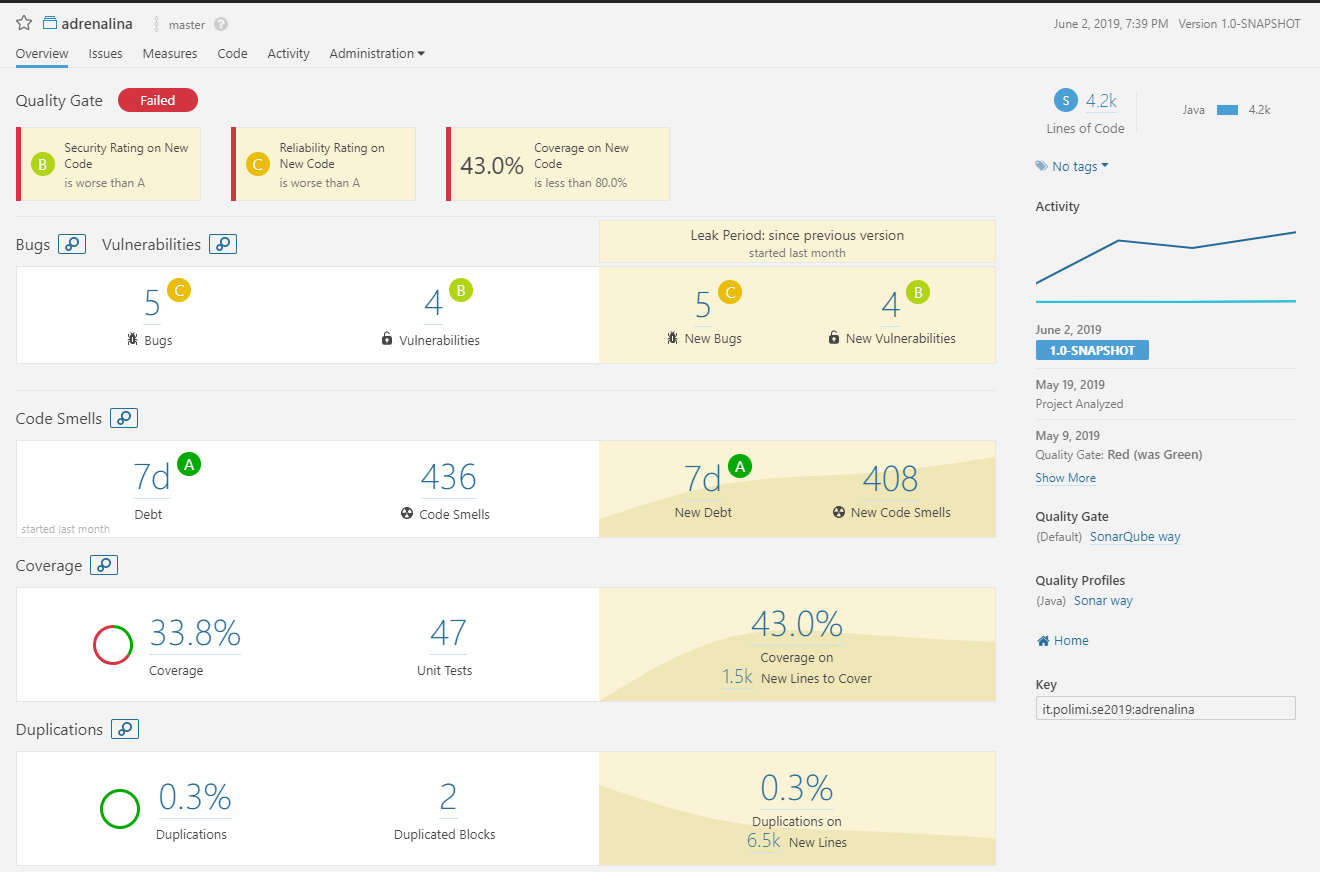 adrenalina master ?
June 2, 2019, 7:39 PM Version 1.0-SNAPSHOT
Overview Issues Measures Code Activity Administration
Quality Gate Failed
B
Security Rating on New
Code
is worse than A
C
Reliability Rating on
New Code
is worse than A
43.0%
Coverage on New
Code
is less than 80.0%
Bugs Vulnerabilities
Leak Period: since previous version
started last month
5 C
Bugs
4 B
Vulnerabilities
5 C
New Bugs
4 B
New Vulnerabilities
Code Smells
7d A
Debt
436
Code Smells
started last month
7d A
New Debt
408
New Code Smells
Coverage
33.8%
Coverage
47
Unit Tests
43.0%
Coverage on
1.5k New Lines to Cover
Duplications
0.3%
Duplications
2
Duplicated Blocks
0.3%
Duplications on
6.5k New Lines
S 4.2k
Lines of Code
Java 4.2k
No tags
Activity
June 2, 2019
1.0-SNAPSHOT
May 19, 2019
Project Analyzed
May 9, 2019
Quality Gate: Red (was Green)
Show More
Quality Gate
(Default) SonarQube way
Quality Profiles
(Java) Sonar way
Home
Key
it.polimi.se2019:adrenalina